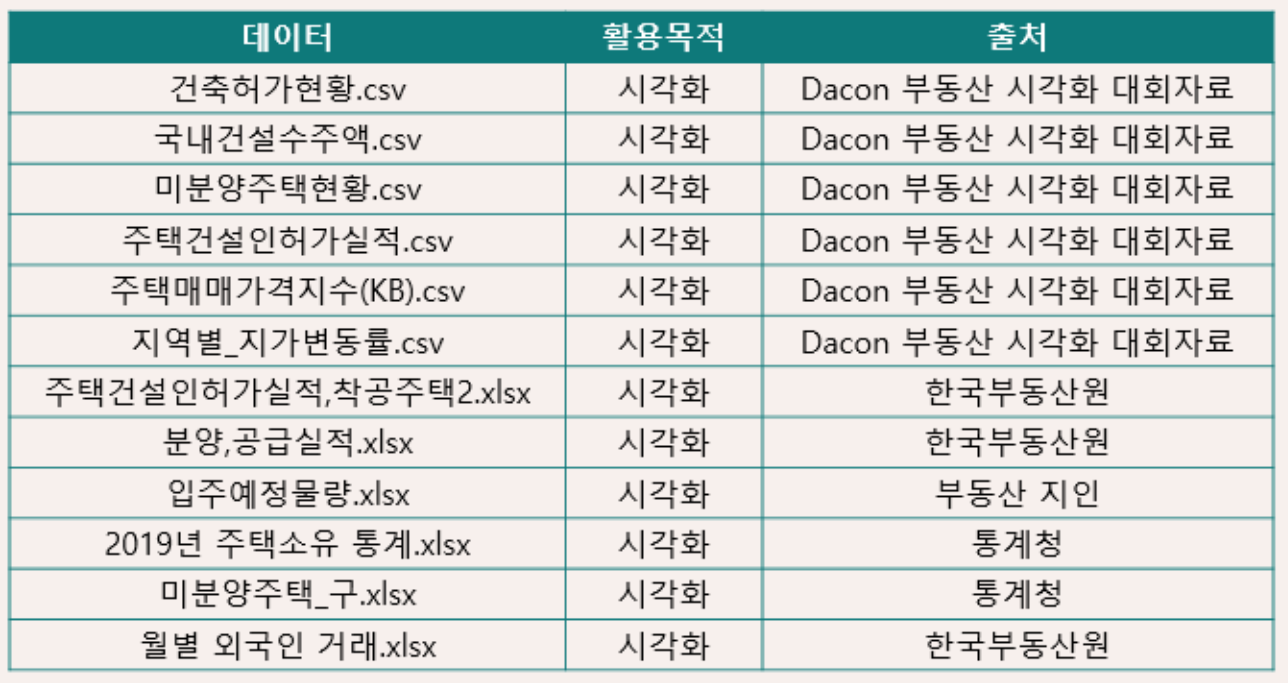 데이터 활용목적 출처
건축허가현황.csv 시각화 Dacon 부동산 시각화 대회자료
국내건설수주액.csv 시각화 Dacon 부동산 시각화 대회자료
미분양주택현황.csv 시각화 Dacon 부동산 시각화 대회자료
주택건설인허가실적.csv 시각화 Dacon 부동산 시각화 대회자료
주택매매가격지수(KB).csv 시각화 Dacon 부동산 시각화 대회자료
지역별_지가변동률.csv 시각화 Dacon 부동산 시각화 대회자료
주택건설인허가실적,착공주택2.xlsx 시각화 한국부동산원
분양,공급실적.xlsx 시각화 한국부동산원
입주예정물량.xlsx 시각화 부동산 지인
2019년 주택소유 통계.xlsx 시각화 통계청
미분양주택_구.xlsx 시각화 통계청
월별 외국인 거래.xlsx 시각화 한국부동산원